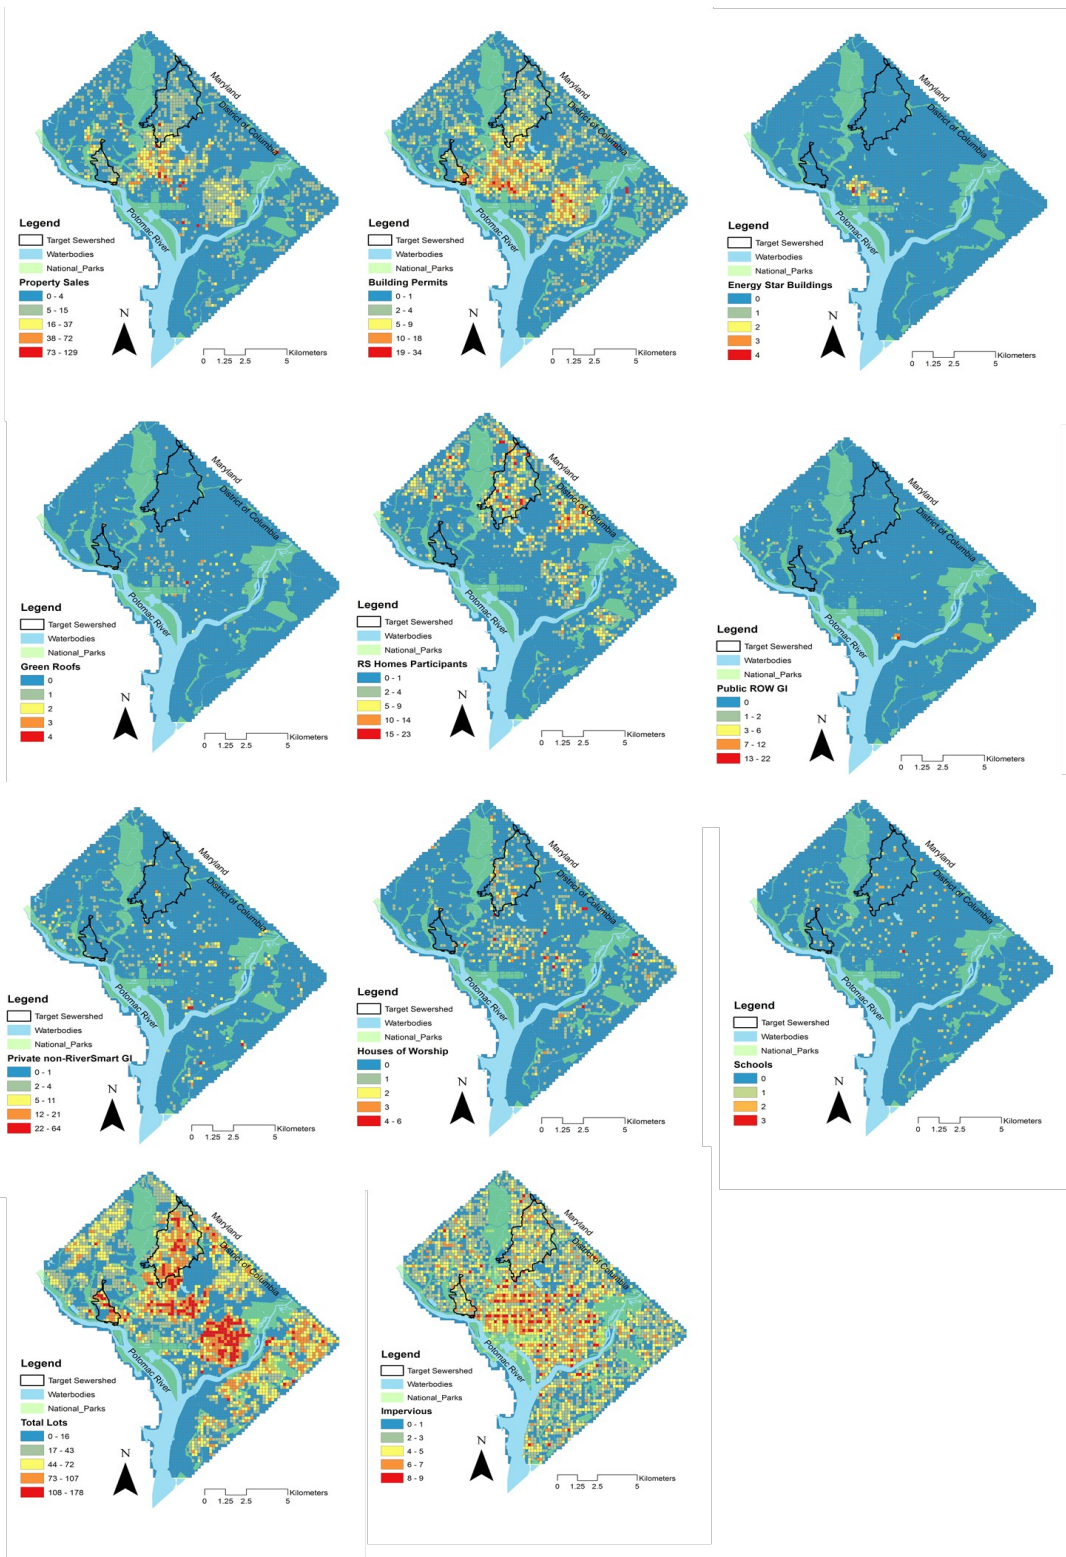 Maryland
District of Columbia
Potomac River
Legend
Target Sewershed
Waterbodies
National_Parks
Property Sales
0 - 4
5 - 15
16 - 37
38 - 72
73 - 129
N
0 1.25 2.5 5 Kilometers
Maryland
District of Columbia
Potomac River
Legend
Target Sewershed
Waterbodies
National_Parks
Building Permits
0 - 1
2 - 4
5 - 9
10 - 18
19 - 34
N
0 1.25 2.5 5 Kilometers
Maryland
District of Columbia
Potomac River
Legend
Target Sewershed
Waterbodies
National_Parks
Energy Star Buildings
0
1
2
3
4
N
0 1.25 2.5 5 Kilometers
Maryland
District of Columbia
Potomac River
Legend
Target Sewershed
Waterbodies
National_Parks
Green Roofs
0
1
2
3
4
N
0 1.25 2.5 5 Kilometers
Maryland
District of Columbia
Potomac River
Legend
Target Sewershed
Waterbodies
National_Parks
RS Homes Participants
0 - 1
2 - 4
5 - 9
10 - 14
15 - 23
N
0 1.25 2.5 5 Kilometers
Maryland
District of Columbia
Potomac River
Legend
Target Sewershed
Waterbodies
National_Parks
Public ROW GI
0
1 - 2
3 - 6
7 - 12
13 - 22
N
0 1.25 2.5 5 Kilometers
Maryland
District of Columbia
Potomac River
Legend
Target Sewershed
Waterbodies
National_Parks
Private non-RiverSmart GI
0 - 1
2 - 4
5 - 11
12 - 21
22 - 64
N
0 1.25 2.5 5 Kilometers
Maryland
District of Columbia
Potomac River
Legend
Target Sewershed
Waterbodies
National_Parks
Houses of Worship
0
1
2
3
4 - 6
N
0 1.25 2.5 5 Kilometers
Maryland
District of Columbia
Potomac River
Legend
Target Sewershed
Waterbodies
National_Parks
Schools
0
1
2
3
N
0 1.25 2.5 5 Kilometers
Maryland
District of Columbia
Potomac River
Legend
Target Sewershed
Waterbodies
National_Parks
Total Lots
0 - 16
17 - 43
44 - 72
73 - 107
108 - 178
N
0 1.25 2.5 5 Kilometers
Maryland
District of Columbia
Potomac River
Legend
Target Sewershed
Waterbodies
National_Parks
Impervious
0 - 1
2 - 3
4 - 5
6 - 7
8 - 9
N
0 1.25 2.5 5 Kilometers